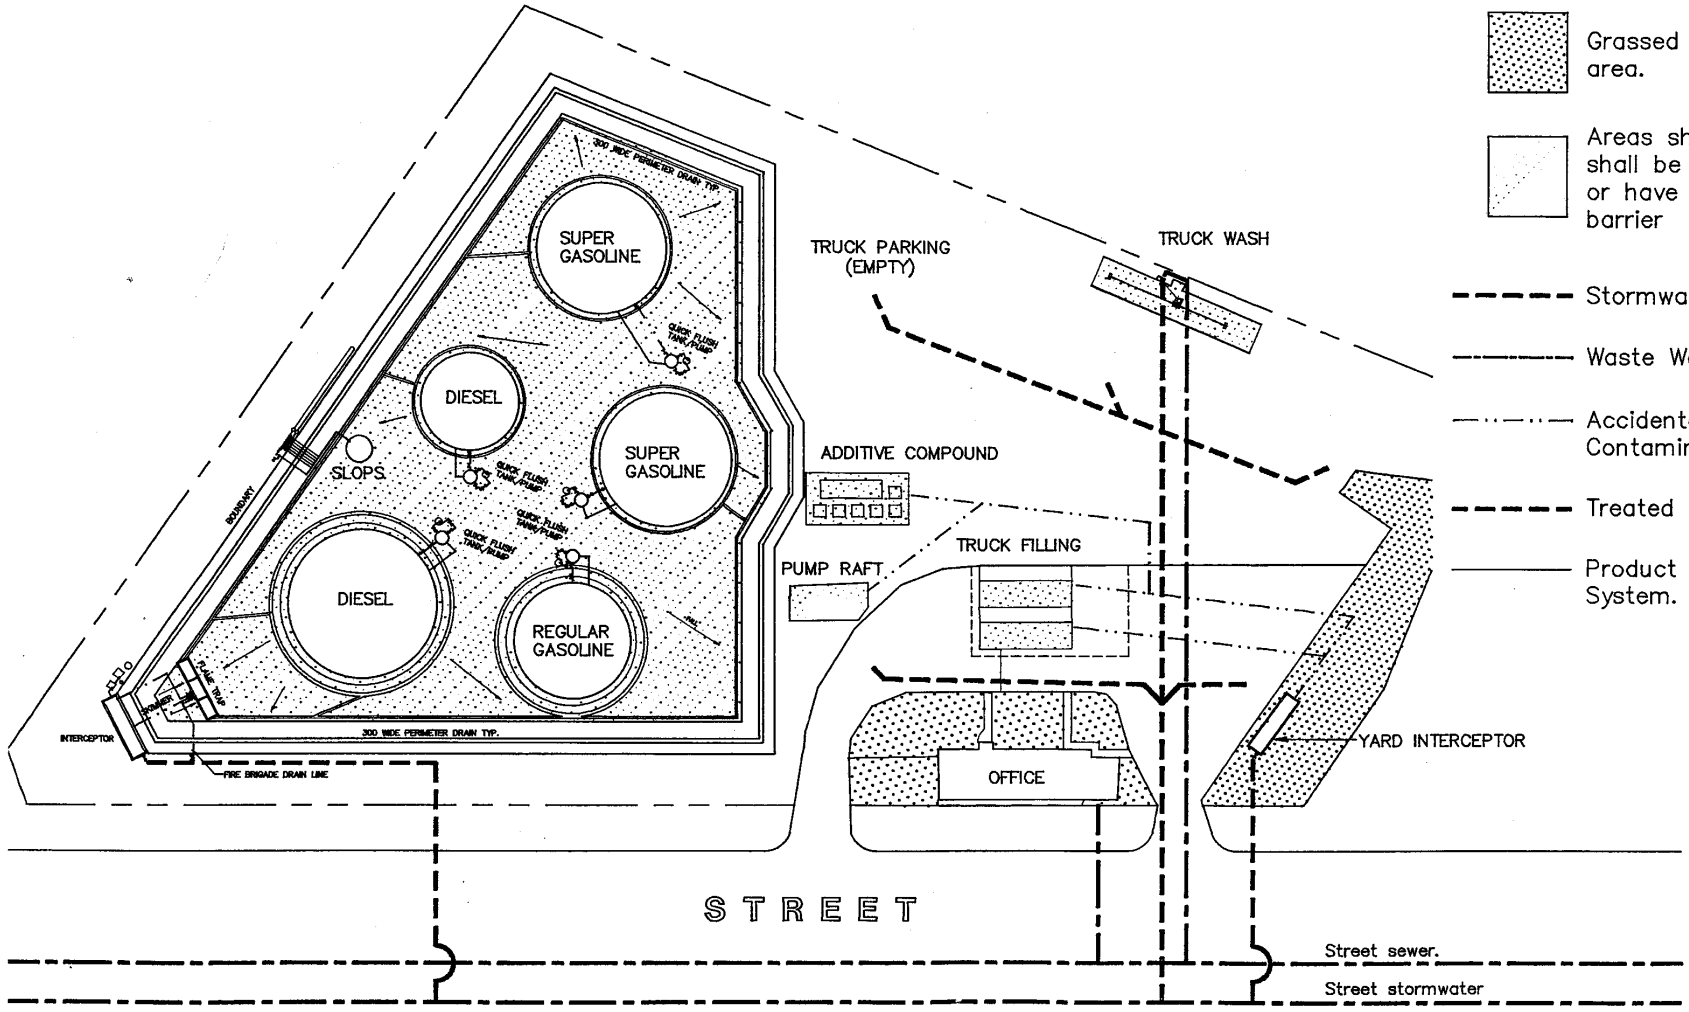 Grassed
area.
Areas sh
shall be
or have
barrier
Stormwa
Waste Wa
Accident
Contamin
Treated
Product
System.
300 WIDE PERIMETER DRAIN TYP.
SUPER
GASOLINE
QUICK FLUSH
TANK/PUMP
TRUCK PARKING
(EMPTY)
TRUCK WASH
DIESEL
SUPER
GASOLINE
SLOPS
QUICK FLUSH
TANK/PUMP
QUICK FLUSH
TANK/PUMP
QUICK FLUSH
TANK/PUMP
BOUNDARY
ADDITIVE COMPOUND
TRUCK FILLING
PUMP RAFT
DIESEL
REGULAR
GASOLINE
FALL
FLAME TRAP
SKIMMER
INTERCEPTOR
300 WIDE PERIMETER DRAIN TYP.
FIRE BRIGADE DRAIN LINE
OFFICE
YARD INTERCEPTOR
STREET
Street sewer.
Street stormwater